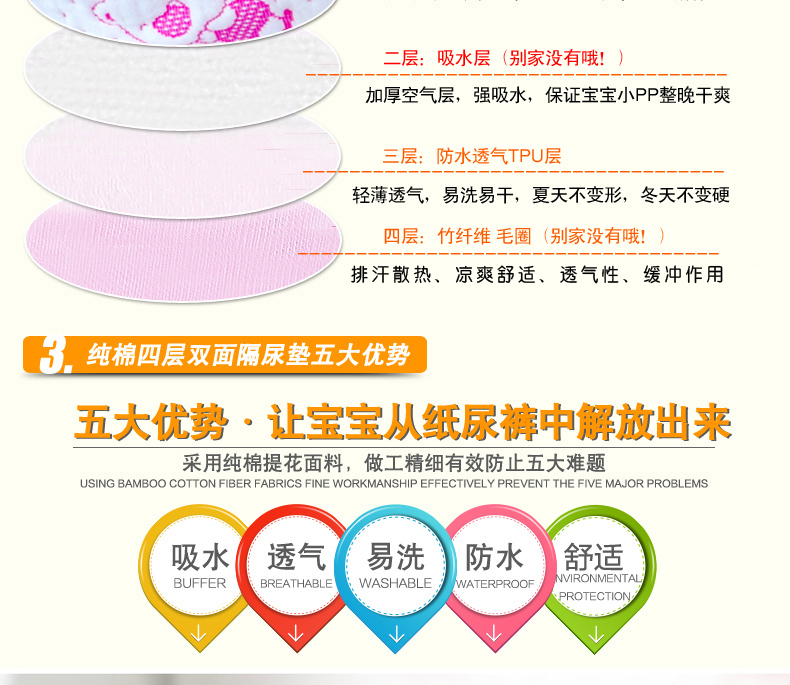 二层：吸水层（别家没有哦！）
加厚空气层，强吸水，保证宝宝小PP整晚干爽
三层：防水透气TPU层
轻薄透气，易洗易干，夏天不变形，冬天不变硬
四层：竹纤维 毛圈（别家没有哦！）
排汗散热、凉爽舒适、透气性、缓冲作用
3. 纯棉四层双面隔尿垫五大优势
五大优势·让宝宝从纸尿裤中解放出来
采用纯棉提花面料，做工精细有效防止五大难题
USING BAMBOO COTTON FIBER FABRICS FINE WORKMANSHIP EFFECTIVELY PREVENT THE FIVE MAJOR PROBLEMS
吸水
BUFFER
透气
BREATHABLE
易洗
WASHABLE
防水
WATERPROOF
舒适
NVIRONMENTAL
PROTECTION